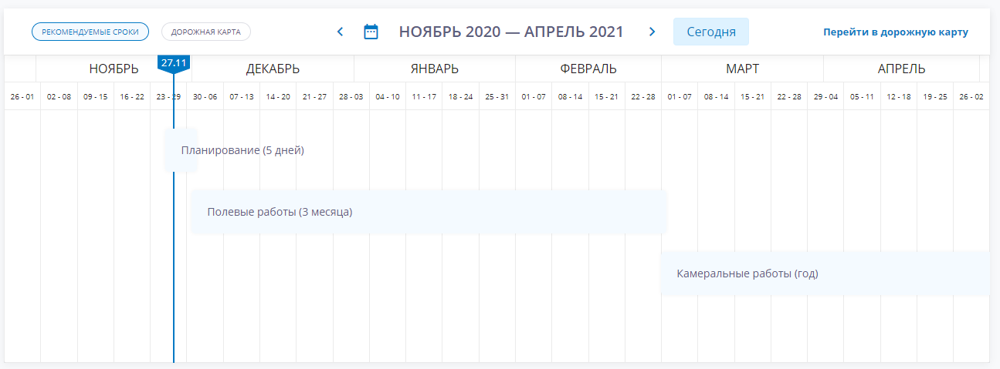 РЕКОМЕНДУЕМЫЕ СРОКИ ДОРОЖНАЯ КАРТА НОЯБРЬ 2020 — АПРЕЛЬ 2021 Сегодня Перейти в дорожную карту
НОЯБРЬ 27.11 ДЕКАБРЬ ЯНВАРЬ ФЕВРАЛЬ МАРТ АПРЕЛЬ
26 - 01 02 - 08 09 - 15 16 - 22 23 - 29 30 - 06 07 - 13 14 - 20 21 - 27 28 - 03 04 - 10 11 - 17 18 - 24 25 - 31 01 - 07 08 - 14 15 - 21 22 - 28 01 - 07 08 - 14 15 - 21 22 - 28 29 - 04 05 - 11 12 - 18 19 - 25 26 - 02
Планирование (5 дней)
Полевые работы (3 месяца)
Камеральные работы (год)